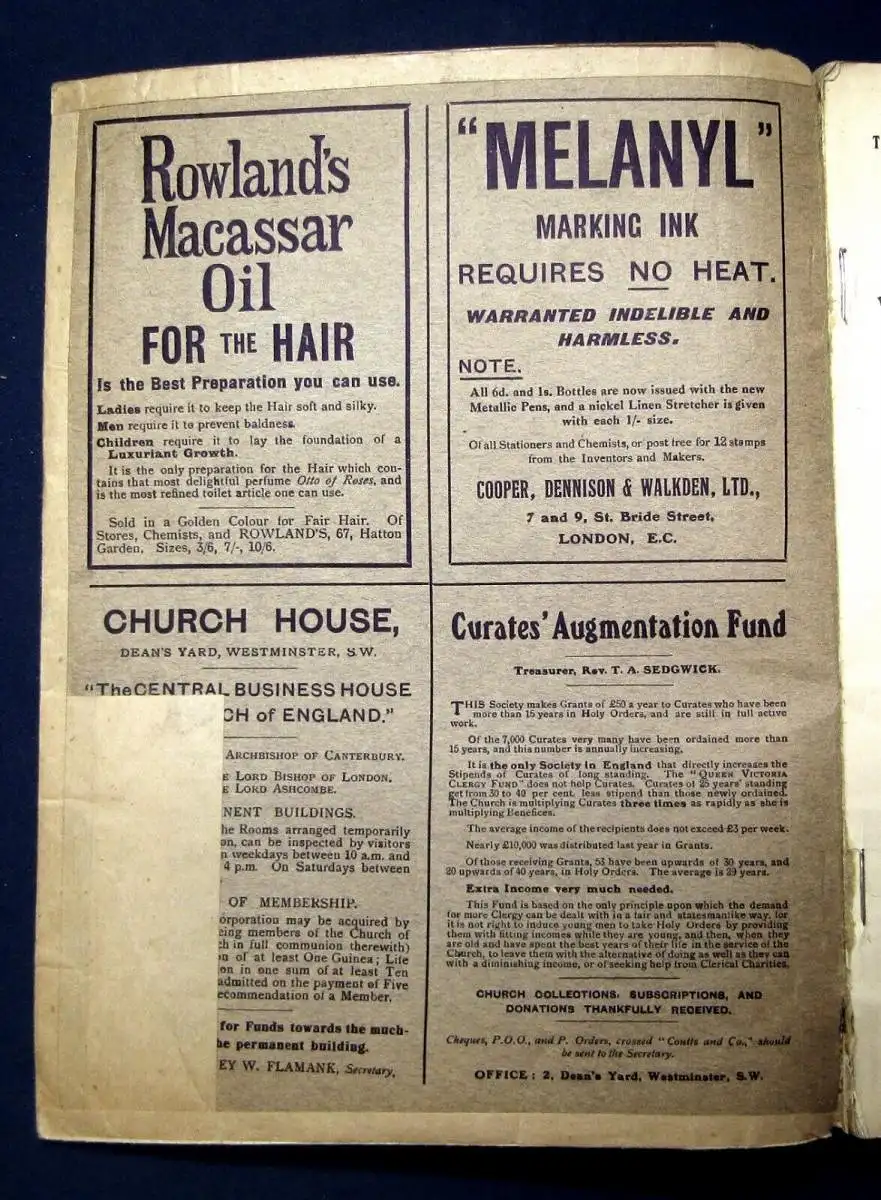 Rowland's
Macassar
Oil
FOR THE HAIR
Is the Best Preparation you can use.
Ladies require it to keep the Hair soft and silky.
Men require it to prevent baldness.
Children require it to lay the foundation of a
Luxuriant Growth.
It is the only preparation for the Hair which con-
tains that most delightful perfume Otto of Roses, and
is the most refined toilet article one can use.
Sold in a Golden Colour for Fair Hair. Of
Stores, Chemists, and ROWLAND'S, 67, Hatton
Garden. Sizes, 3/6, 7/-, 10/6.
"MELANYL"
MARKING INK
REQUIRES NO HEAT.
WARRANTED INDELIBLE AND
HARMLESS.
NOTE.
All 6d. and 1s. Bottles are now issued with the new
Metallic Pens, and a nickel Linen Stretcher is given
with each 1/- size.
Of all Stationers and Chemists, or post free for 12 stamps
from the Inventors and Makers.
COOPER, DENNISON & WALKDEN, LTD.,
7 and 9, St. Bride Street,
LONDON, E.C.
CHURCH HOUSE,
DEAN'S YARD, WESTMINSTER, S.W.
"The CENTRAL BUSINESS HOUSE
CH of ENGLAND."
ARCHBISHOP OF CANTERBURY.
E LORD BISHOP OF LONDON.
E LORD ASHCOMBE.
NENT BUILDINGS.
he Rooms arranged temporarily
on, can be inspected by visitors
n weekdays between 10 a.m. and
4 p.m. On Saturdays between
OF MEMBERSHIP.
orporation may be acquired by
eing members of the Church of
ch in full communion therewith)
n of at least One Guinea; Life
on in one sum of at least Ten
admitted on the payment of Five
ecommendation of a Member.
for Funds towards the much-
he permanent building.
EY W. FLAMANK, Secretary.
Curates' Augmentation Fund
Treasurer, Rev. T. A. SEDGWICK.
THIS Society makes Grants of £50 a year to Curates who have been
more than 15 years in Holy Orders, and are still in full active
work.
Of the 7,000 Curates very many have been ordained more than
15 years, and this number is annually increasing.
It is the only Society in England that directly increases the
Stipends of Curates of long standing. The "QUEEN VICTORIA
CLERGY FUND" does not help Curates. Curates of 25 years' standing
get from 30 to 40 per cent. less stipend than those newly ordained.
The Church is multiplying Curates three times as rapidly as she is
multiplying Benefices.
The average income of the recipients does not exceed £3 per week.
Nearly £10,000 was distributed last year in Grants.
Of those receiving Grants, 53 have been upwards of 30 years, and
20 upwards of 40 years, in Holy Orders. The average is 29 years.
Extra Income very much needed.
This Fund is based on the only principle upon which the demand
for more Clergy can be dealt with in a fair and statesmanlike way, for
it is not right to induce young men to take Holy Orders by providing
them with fitting incomes while they are young, and then, when they
are old and have spent the best years of their life in the service of the
Church, to leave them with the alternative of doing as well as they can
with a diminishing income, or of seeking help from Clerical Charities.
CHURCH COLLECTIONS, SUBSCRIPTIONS, AND
DONATIONS THANKFULLY RECEIVED.
Cheques, P.O.O., and P. Orders, crossed "Coutts and Co.," should
be sent to the Secretary.
OFFICE: 2, Dean's Yard, Westminster, S.W.
T